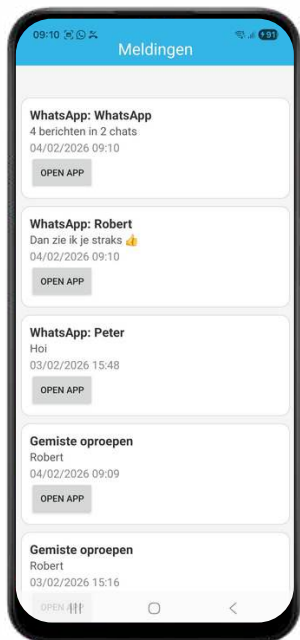 09:10
91
Meldingen
WhatsApp: WhatsApp
4 berichten in 2 chats
04/02/2026 09:10
OPEN APP
WhatsApp: Robert
Dan zie ik je straks 👍
04/02/2026 09:10
OPEN APP
WhatsApp: Peter
Hoi
03/02/2026 15:48
OPEN APP
Gemiste oproepen
Robert
04/02/2026 09:09
OPEN APP
Gemiste oproepen
Robert
03/02/2026 15:16
OPEN APP